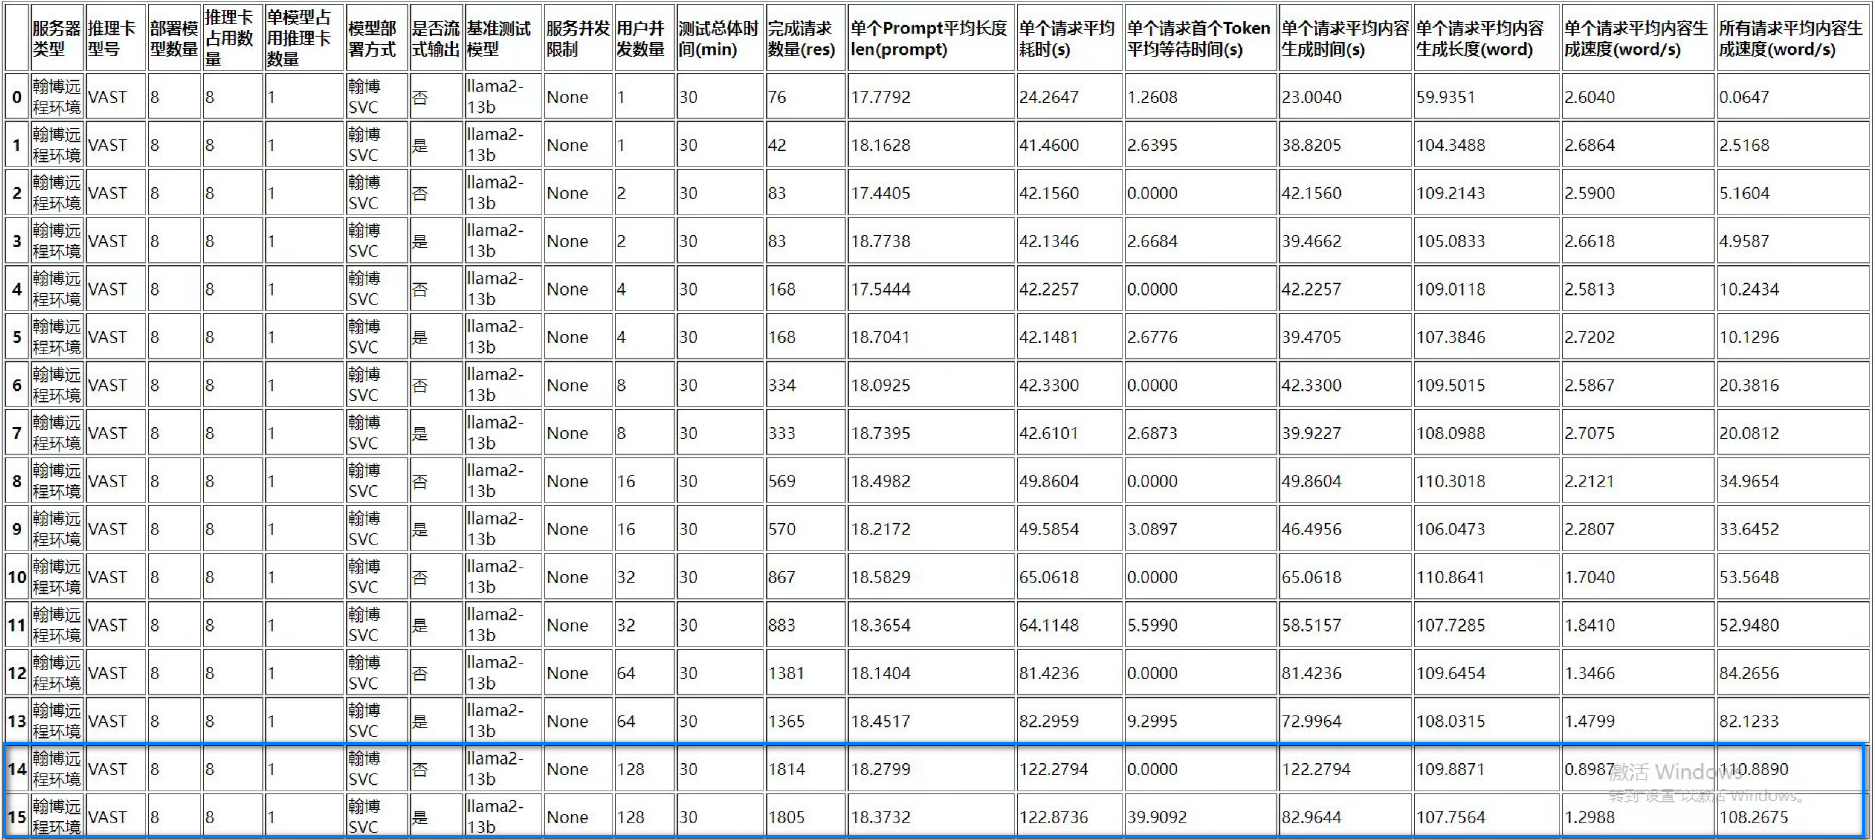 服务器类型 推理卡型号 部署模型数量 推理卡占用数量 单模型占用推理卡数量 模型部署方式 是否流式输出 基准测试模型 服务并发限制 用户并发数量 测试总体时间(min) 完成请求数量(res) 单个Prompt平均长度len(prompt) 单个请求平均耗时(s) 单个请求首个Token平均等待时间(s) 单个请求平均内容生成时间(s) 单个请求平均内容生成长度(word) 单个请求平均内容生成速度(word/s) 所有请求平均内容生成速度(word/s)
0 翰博远程环境 VAST 8 8 1 翰博SVC 否 llama2-13b None 1 30 76 17.7792 24.2647 1.2608 23.0040 59.9351 2.6040 0.0647
1 翰博远程环境 VAST 8 8 1 翰博SVC 是 llama2-13b None 1 30 42 18.1628 41.4600 2.6395 38.8205 104.3488 2.6864 2.5168
2 翰博远程环境 VAST 8 8 1 翰博SVC 否 llama2-13b None 2 30 83 17.4405 42.1560 0.0000 42.1560 109.2143 2.5900 5.1604
3 翰博远程环境 VAST 8 8 1 翰博SVC 是 llama2-13b None 2 30 83 18.7738 42.1346 2.6684 39.4662 105.0833 2.6618 4.9587
4 翰博远程环境 VAST 8 8 1 翰博SVC 否 llama2-13b None 4 30 168 17.5444 42.2257 0.0000 42.2257 109.0118 2.5813 10.2434
5 翰博远程环境 VAST 8 8 1 翰博SVC 是 llama2-13b None 4 30 168 18.7041 42.1481 2.6776 39.4705 107.3846 2.7202 10.1296
6 翰博远程环境 VAST 8 8 1 翰博SVC 否 llama2-13b None 8 30 334 18.0925 42.3300 0.0000 42.3300 109.5015 2.5867 20.3816
7 翰博远程环境 VAST 8 8 1 翰博SVC 是 llama2-13b None 8 30 333 18.7395 42.6101 2.6873 39.9227 108.0988 2.7075 20.0812
8 翰博远程环境 VAST 8 8 1 翰博SVC 否 llama2-13b None 16 30 569 18.4982 49.8604 0.0000 49.8604 110.3018 2.2121 34.9654
9 翰博远程环境 VAST 8 8 1 翰博SVC 是 llama2-13b None 16 30 570 18.2172 49.5854 3.0897 46.4956 106.0473 2.2807 33.6452
10 翰博远程环境 VAST 8 8 1 翰博SVC 否 llama2-13b None 32 30 867 18.5829 65.0618 0.0000 65.0618 110.8641 1.7040 53.5648
11 翰博远程环境 VAST 8 8 1 翰博SVC 是 llama2-13b None 32 30 883 18.3654 64.1148 5.5990 58.5157 107.7285 1.8410 52.9480
12 翰博远程环境 VAST 8 8 1 翰博SVC 否 llama2-13b None 64 30 1381 18.1404 81.4236 0.0000 81.4236 109.6454 1.3466 84.2656
13 翰博远程环境 VAST 8 8 1 翰博SVC 是 llama2-13b None 64 30 1365 18.4517 82.2959 9.2995 72.9964 108.0315 1.4799 82.1233
14 翰博远程环境 VAST 8 8 1 翰博SVC 否 llama2-13b None 128 30 1814 18.2799 122.2794 0.0000 122.2794 109.8871 0.8987 110.8890
激活 Windows
转到"设置"以激活 Windows。
15 翰博远程环境 VAST 8 8 1 翰博SVC 是 llama2-13b None 128 30 1805 18.3732 122.8736 39.9092 82.9644 107.7564 1.2988 108.2675